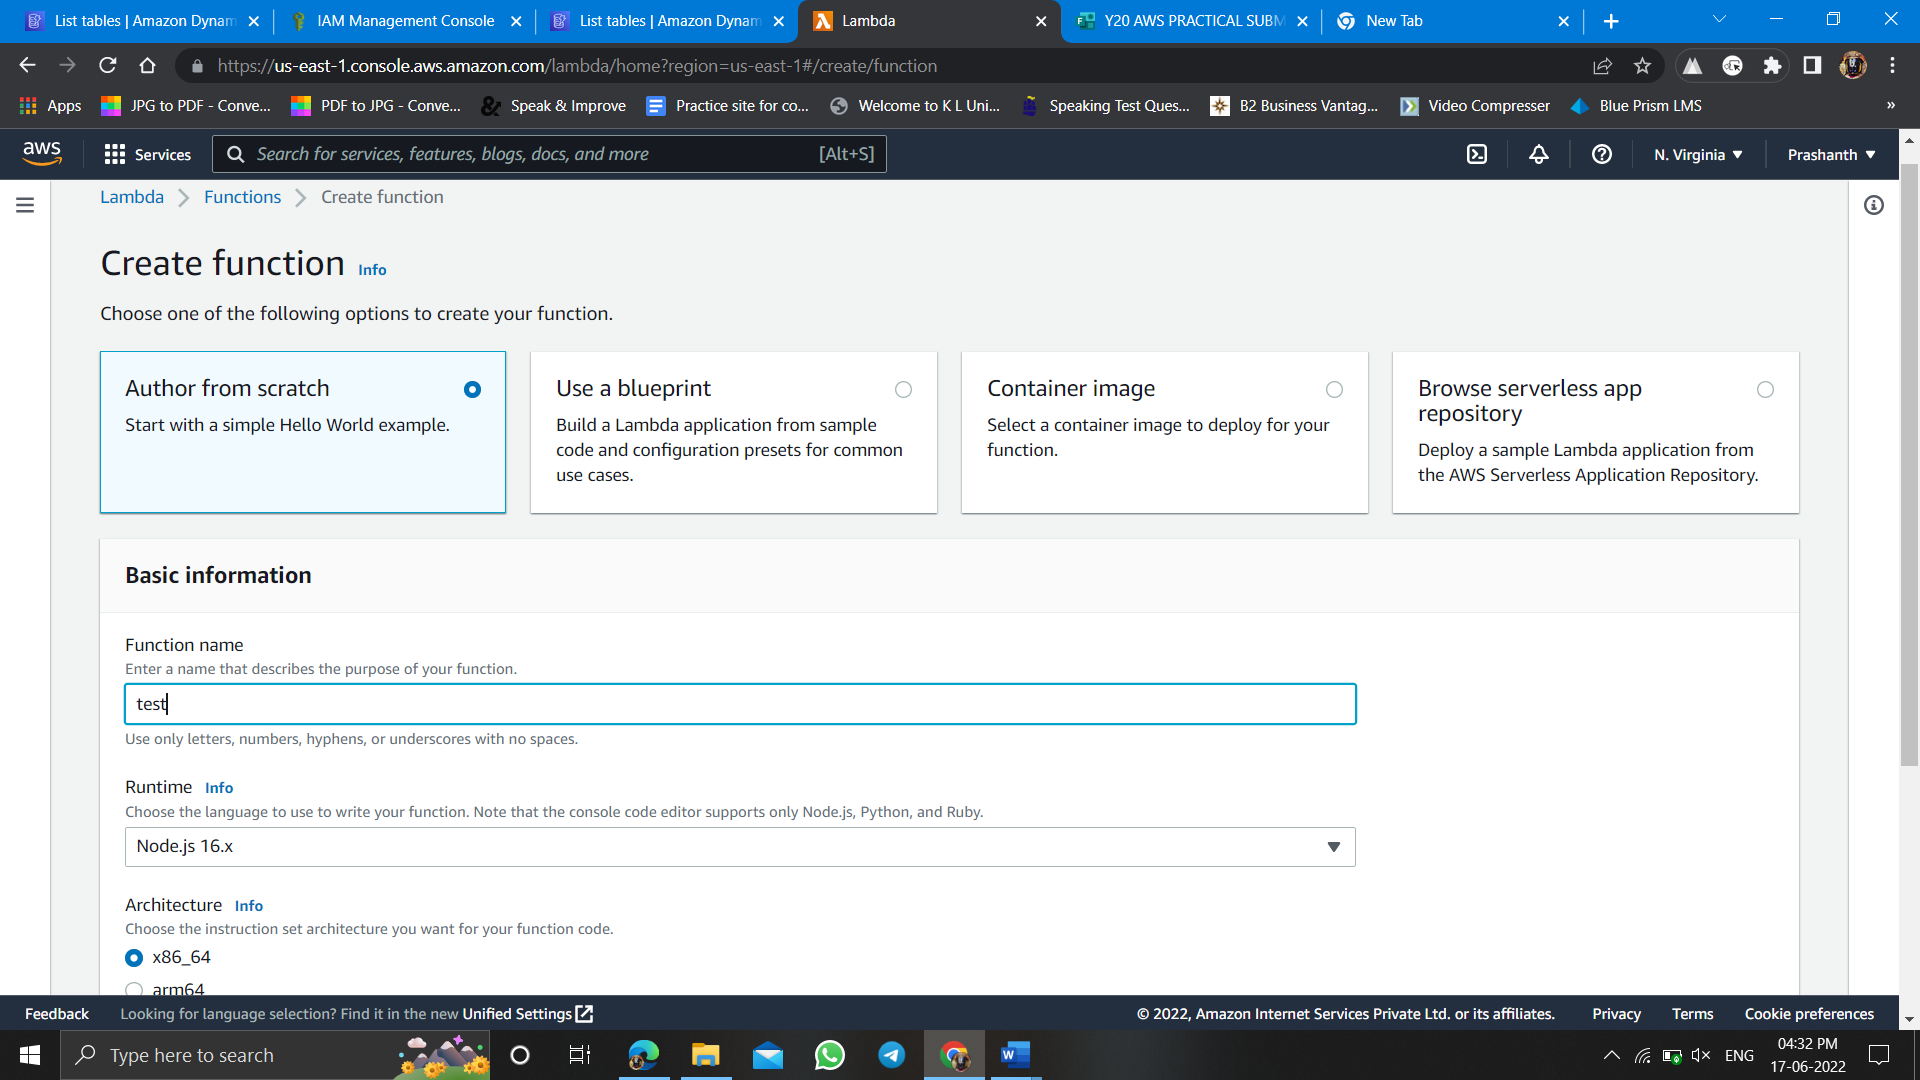 List tables | Amazon Dynam
IAM Management Console
List tables | Amazon Dynam
Lambda
Y20 AWS PRACTICAL SUBM
New Tab
https://us-east-1.console.aws.amazon.com/lambda/home?region=us-east-1#/create/function
Apps
JPG to PDF - Conve...
PDF to JPG - Conve...
Speak & Improve
Practice site for co...
Welcome to K L Uni...
Speaking Test Ques...
B2 Business Vantag...
Video Compresser
Blue Prism LMS
»
aws
Services
Search for services, features, blogs, docs, and more
[Alt+S]
N. Virginia
Prashanth
Lambda
Functions
Create function
Create function
Info
Choose one of the following options to create your function.
Author from scratch
Start with a simple Hello World example.
Use a blueprint
Build a Lambda application from sample
code and configuration presets for common
use cases.
Container image
Select a container image to deploy for your
function.
Browse serverless app
repository
Deploy a sample Lambda application from
the AWS Serverless Application Repository.
Basic information
Function name
Enter a name that describes the purpose of your function.
test
Use only letters, numbers, hyphens, or underscores with no spaces.
Runtime Info
Choose the language to use to write your function. Note that the console code editor supports only Node.js, Python, and Ruby.
Node.js 16.x
Architecture Info
Choose the instruction set architecture you want for your function code.
x86_64
arm64
Feedback
Looking for language selection? Find it in the new Unified Settings
© 2022, Amazon Internet Services Private Ltd. or its affiliates.
Privacy
Terms
Cookie preferences
Type here to search
ENG
04:32 PM
17-06-2022